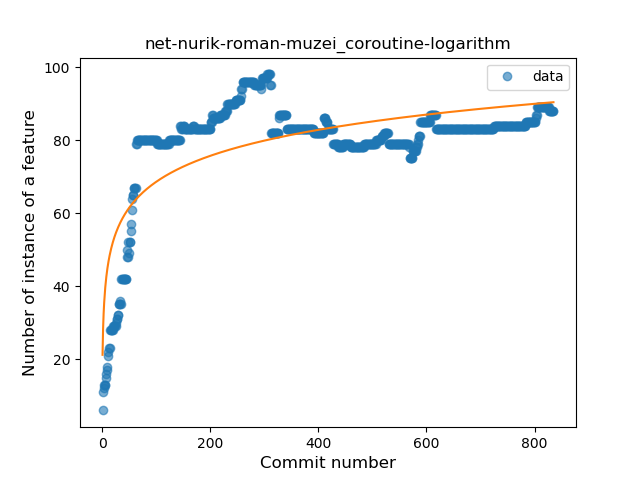 net-nurik-roman-muzei_coroutine-logarithm
data
Number of instance of a feature
100
80
60
40
20
0
200
400
600
800
Commit number